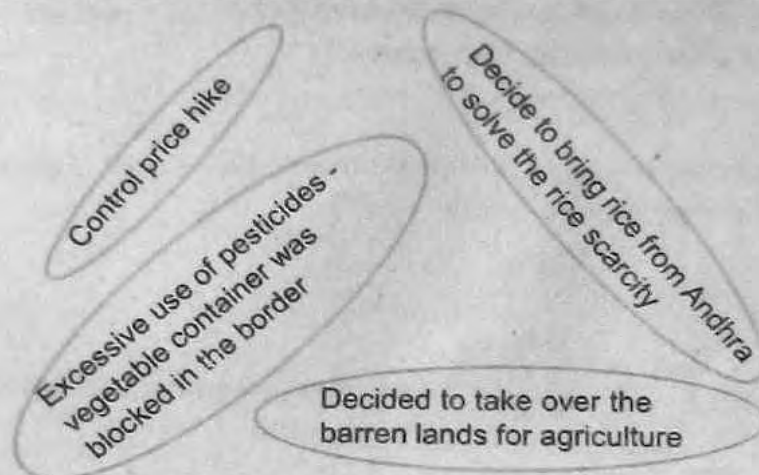 Control price hike
Decide to bring rice from Andhra
to solve the rice scarcity
Excessive use of pesticides -
vegetable container was
blocked in the border
Decided to take over the
barren lands for agriculture